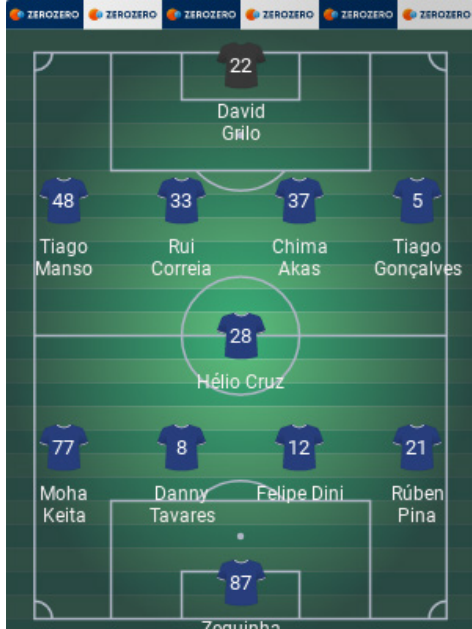 ZEROZERO ZEROZERO ZEROZERO ZEROZERO ZEROZERO ZEROZERO
22
David
Grilo
48 33 37 5
Tiago Rui Chima Tiago
Manso Correia Akas Gonçalves
28
Hélio Cruz
77 8 12 21
Moha Danny Felipe Dini Rúben
Keita Tavares Pina
87
Zequinha